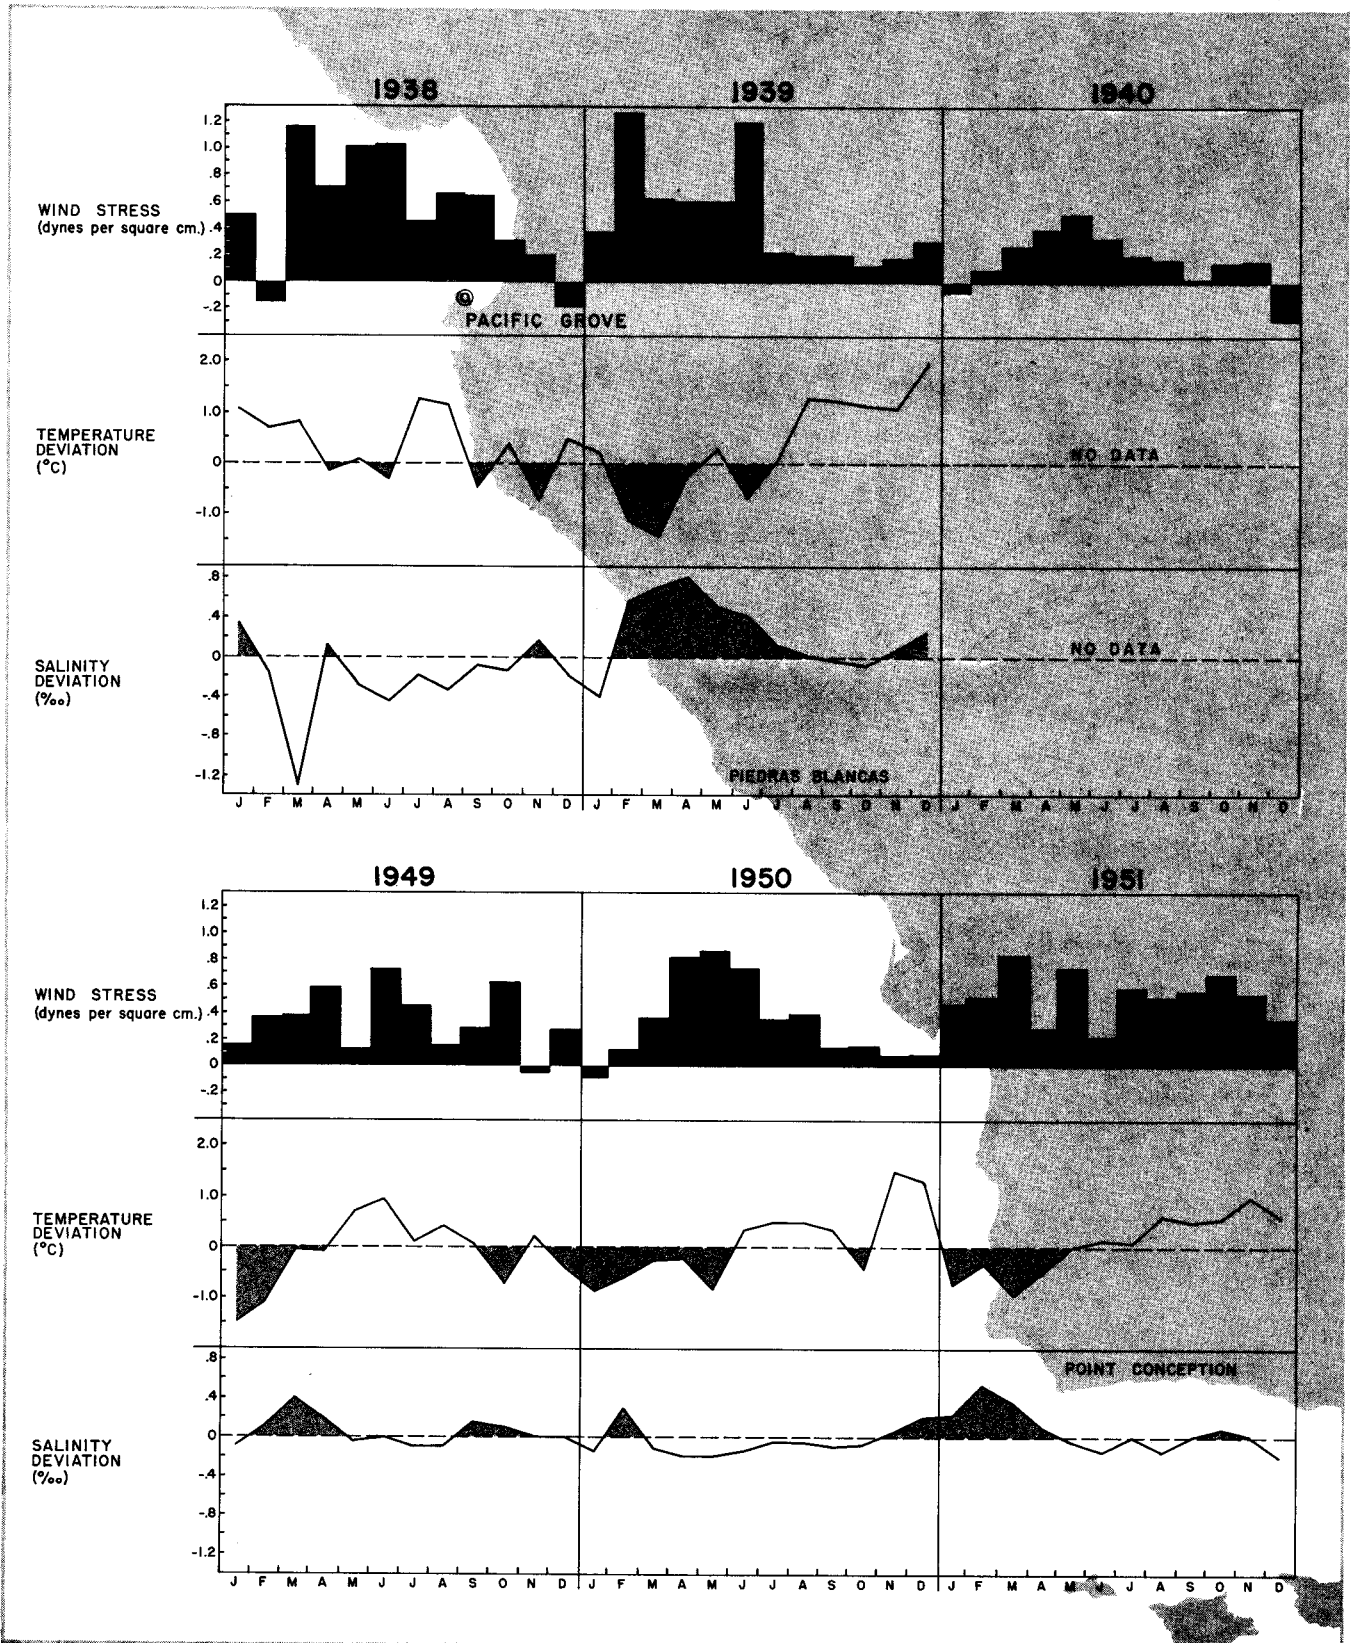 1938 1939 1940
1.2
1.0
.8
.6
WIND STRESS
(dynes per square cm.) .4
.2
0
-.2
PACIFIC GROVE
2.0
1.0
TEMPERATURE
DEVIATION
(°C)
0
NO DATA
-1.0
.8
.4
0
NO DATA
SALINITY
DEVIATION
(‰)
-.4
-.8
-1.2
PIEDRAS BLANCAS
J F M A M J J A S O N D J F M A M J J A S O N D J F M A M J J A S O N D
1949 1950 1951
1.2
1.0
.8
.6
WIND STRESS
(dynes per square cm.) .4
.2
0
-.2
2.0
1.0
TEMPERATURE
DEVIATION
(°C)
0
-1.0
.8
POINT CONCEPTION
.4
0
SALINITY
DEVIATION
(‰)
-.4
-.8
-1.2
J F M A M J J A S O N D J F M A M J J A S O N D J F M A M J J A S O N D